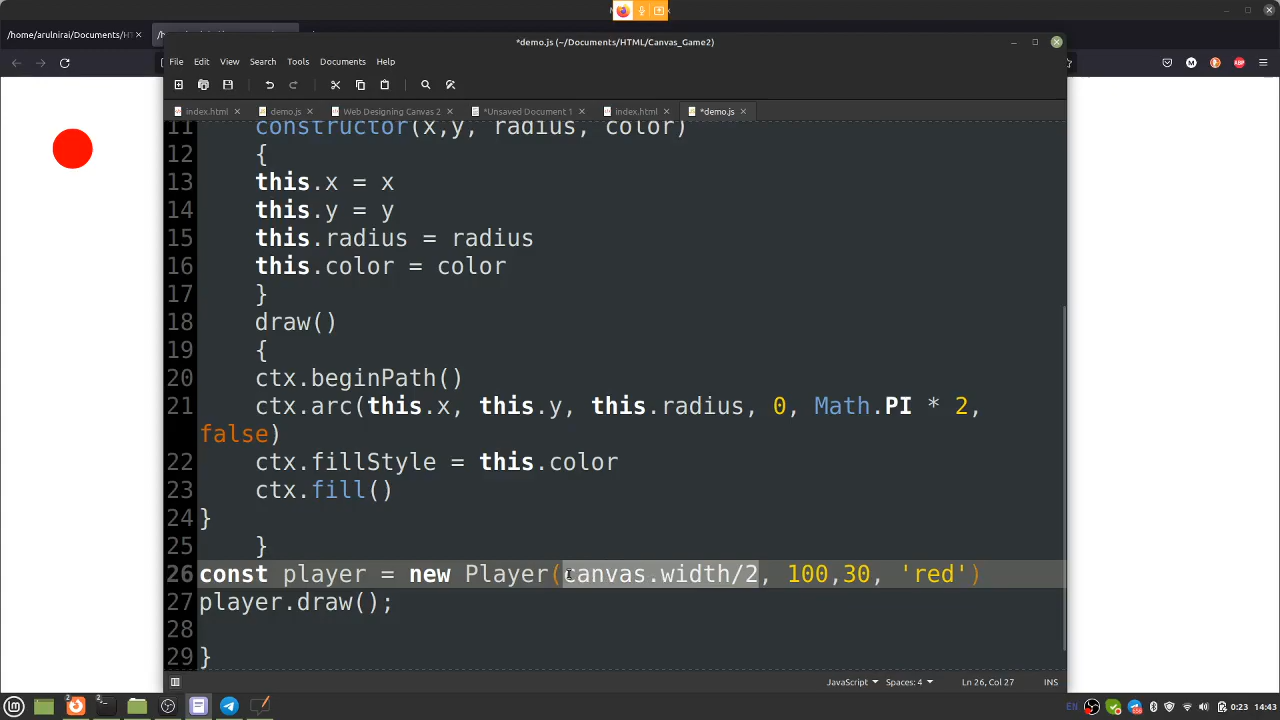 /home/arulnirai/Documents/HT
*demo.js (~/Documents/HTML/Canvas_Game2)
File Edit View Search Tools Documents Help
index.html demo.js Web Designing Canvas 2 *Unsaved Document 1 index.html *demo.js
11 constructor(x,y, radius, color)
12 {
13 this.x = x
14 this.y = y
15 this.radius = radius
16 this.color = color
17 }
18 draw()
19 {
20 ctx.beginPath()
21 ctx.arc(this.x, this.y, this.radius, 0, Math.PI * 2,
false)
22 ctx.fillStyle = this.color
23 ctx.fill()
24 }
25 }
26 const player = new Player(canvas.width/2, 100,30, 'red')
27 player.draw();
28
29 }
JavaScript Spaces: 4 Ln 26, Col 27 INS
EN 0:23 14:43